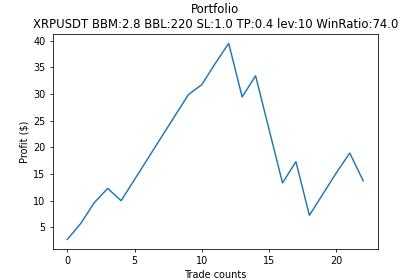 Portfolio
XRPUSDT BBM:2.8 BBL:220 SL:1.0 TP:0.4 lev:10 WinRatio:74.0
40
35
30
25
20
15
10
5
Profit ($)
0 5 10 15 20
Trade counts